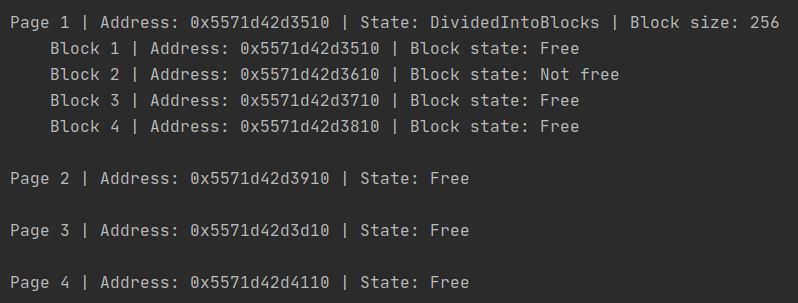 Page 1 | Address: 0x5571d42d3510 | State: DividedIntoBlocks | Block size: 256
Block 1 | Address: 0x5571d42d3510 | Block state: Free
Block 2 | Address: 0x5571d42d3610 | Block state: Not free
Block 3 | Address: 0x5571d42d3710 | Block state: Free
Block 4 | Address: 0x5571d42d3810 | Block state: Free
Page 2 | Address: 0x5571d42d3910 | State: Free
Page 3 | Address: 0x5571d42d3d10 | State: Free
Page 4 | Address: 0x5571d42d4110 | State: Free